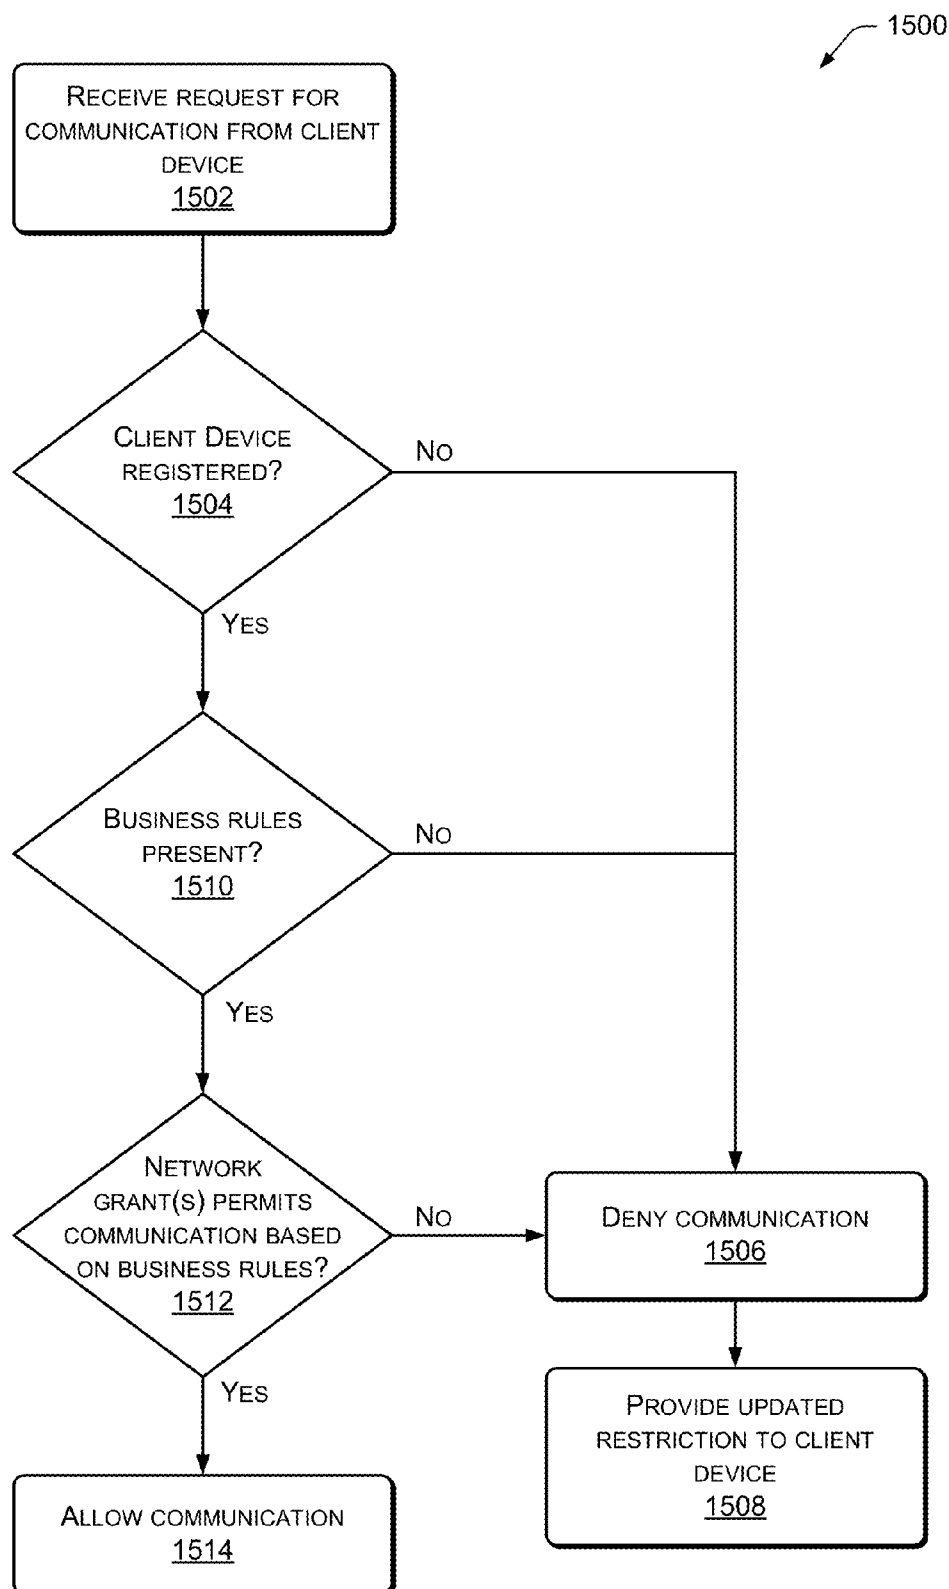 1500
RECEIVE REQUEST FOR
COMMUNICATION FROM CLIENT
DEVICE
1502
CLIENT DEVICE
REGISTERED?
1504
NO
YES
BUSINESS RULES
PRESENT?
1510
NO
YES
NETWORK
GRANT(S) PERMITS
COMMUNICATION BASED
ON BUSINESS RULES?
1512
NO
YES
DENY COMMUNICATION
1506
PROVIDE UPDATED
RESTRICTION TO CLIENT
DEVICE
1508
ALLOW COMMUNICATION
1514